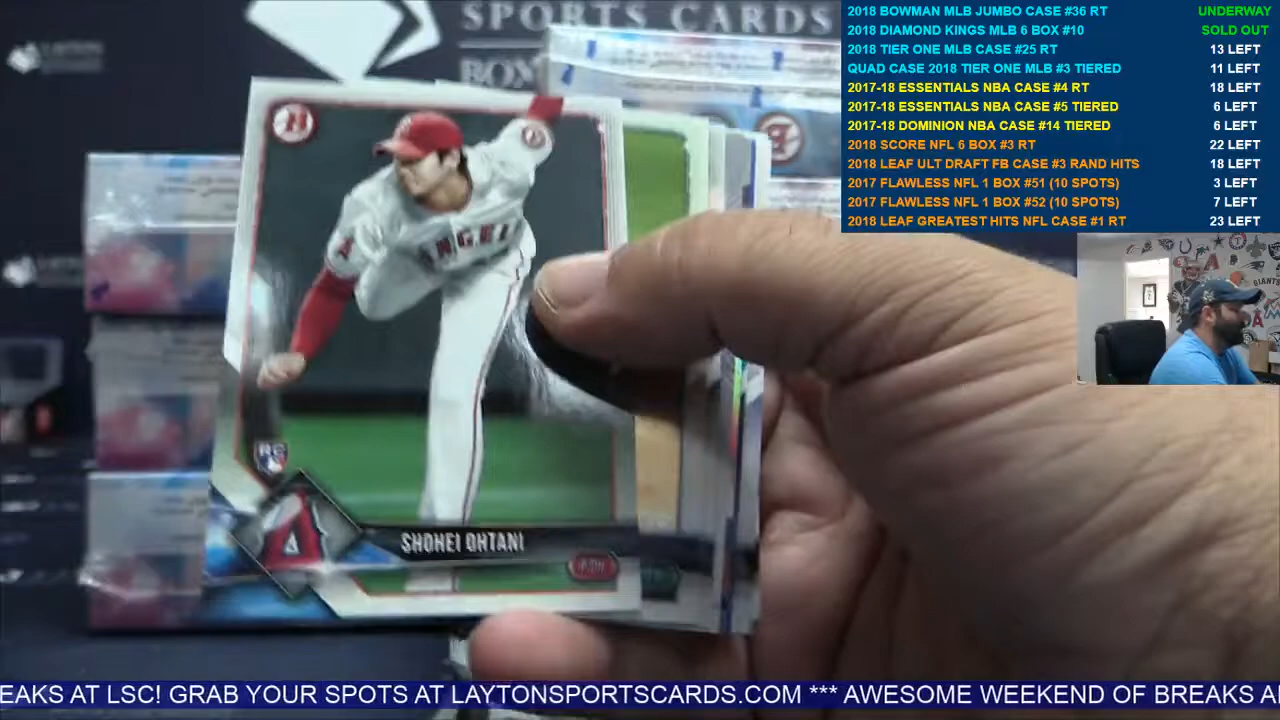 SPORTS CARDS
BOX
2018 BOWMAN MLB JUMBO CASE #36 RT UNDERWAY
2018 DIAMOND KINGS MLB 6 BOX #10 SOLD OUT
2018 TIER ONE MLB CASE #25 RT 13 LEFT
QUAD CASE 2018 TIER ONE MLB #3 TIERED 11 LEFT
2017-18 ESSENTIALS NBA CASE #4 RT 18 LEFT
2017-18 ESSENTIALS NBA CASE #5 TIERED 6 LEFT
2017-18 DOMINION NBA CASE #14 TIERED 6 LEFT
2018 SCORE NFL 6 BOX #3 RT 22 LEFT
2018 LEAF ULT DRAFT FB CASE #3 RAND HITS 18 LEFT
2017 FLAWLESS NFL 1 BOX #51 (10 SPOTS) 3 LEFT
2017 FLAWLESS NFL 1 BOX #52 (10 SPOTS) 7 LEFT
2018 LEAF GREATEST HITS NFL CASE #1 RT 23 LEFT
LAYTON
B
ANGELS
GIANTS
RC
A
SHOHEI OHTANI
EAKS AT LSC! GRAB YOUR SPOTS AT LAYTONSPORTSCARDS.COM *** AWESOME WEEKEND OF BREAKS A